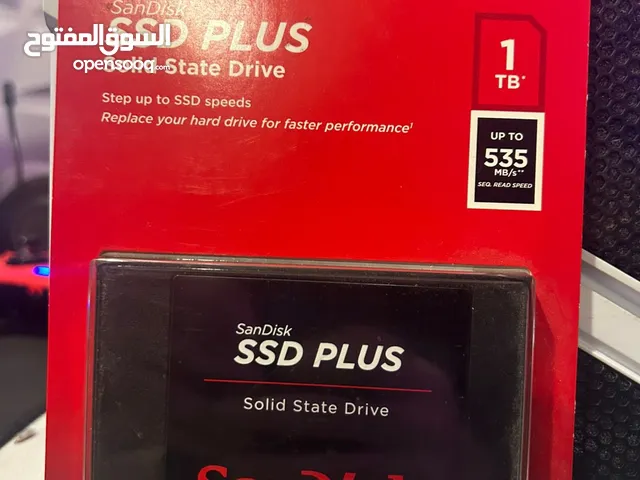 SanDisk
SSD PLUS
Solid State Drive
السوق المفتوح
opensooq.com
Step up to SSD speeds
Replace your hard drive for faster performance¹
1
TB*
UP TO
535
MB/s**
SEQ. READ SPEED
SanDisk
SSD PLUS
Solid State Drive
SanDisk